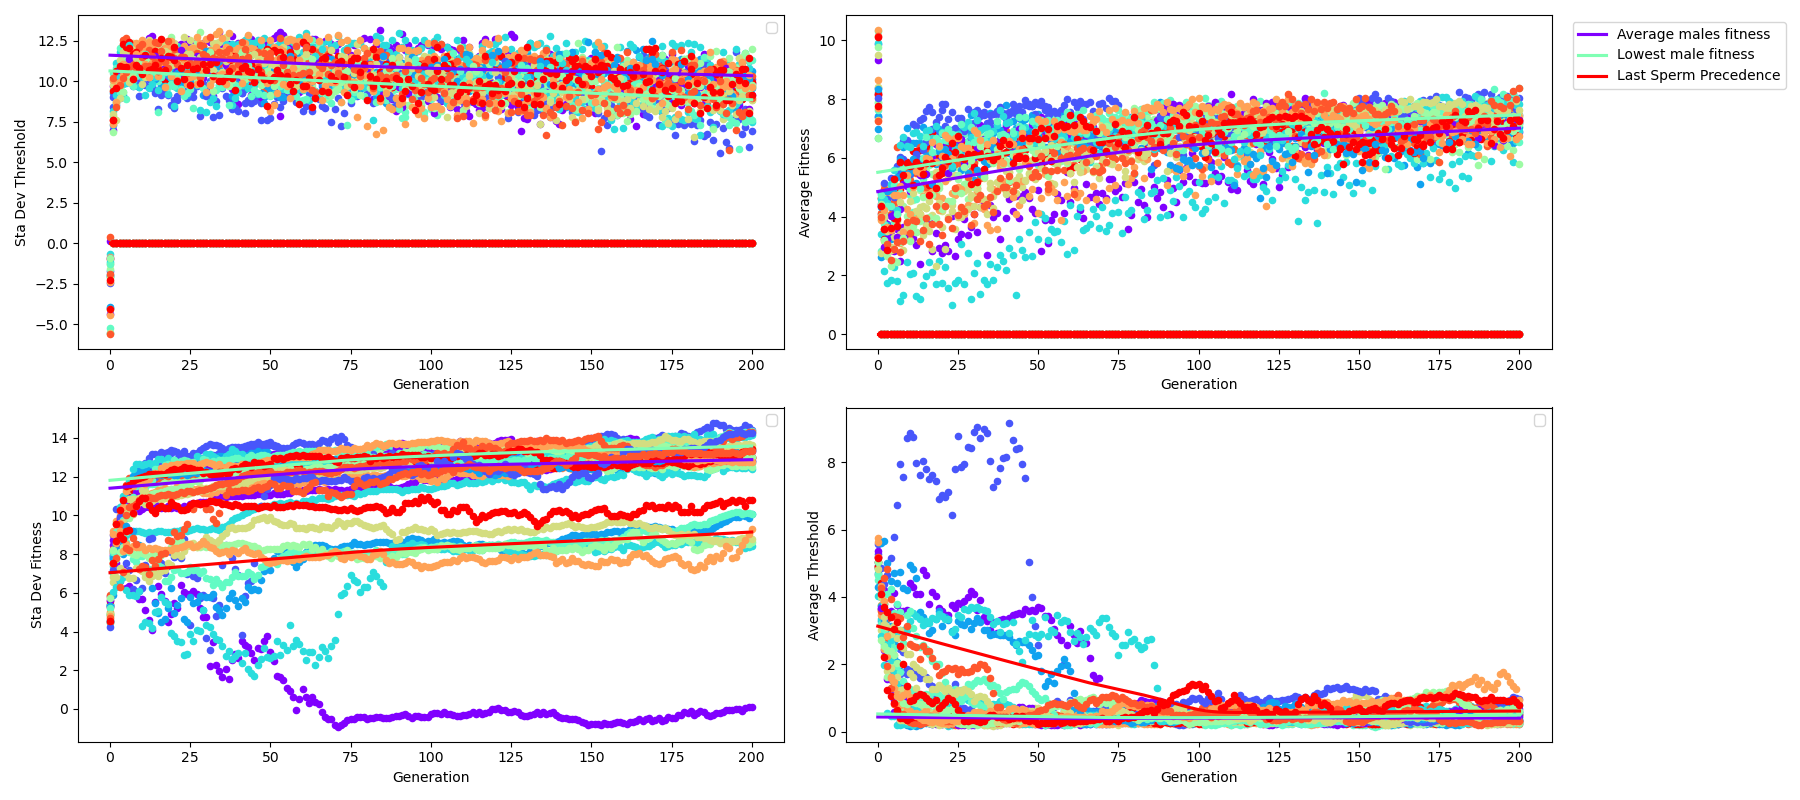 12.5
10.0
7.5
5.0
2.5
0.0
−2.5
−5.0
Sta Dev Threshold
0 25 50 75 100 125 150 175 200
Generation
10
8
6
4
2
0
Average Fitness
0 25 50 75 100 125 150 175 200
Generation
Average males fitness
Lowest male fitness
Last Sperm Precedence
14
12
10
8
6
4
2
0
Sta Dev Fitness
0 25 50 75 100 125 150 175 200
Generation
8
6
4
2
0
Average Threshold
0 25 50 75 100 125 150 175 200
Generation